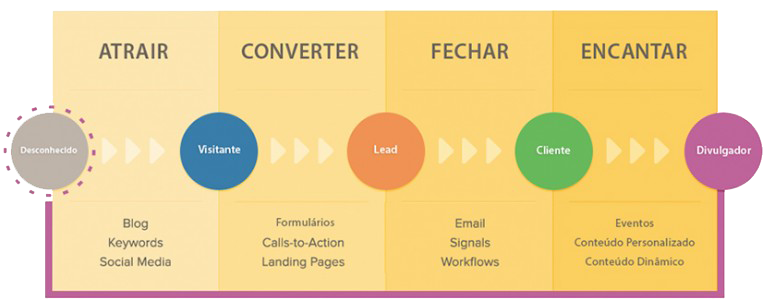 ATRAIR
CONVERTER
FECHAR
ENCANTAR
Desconhecido
Visitante
Lead
Cliente
Divulgador
Blog
Keywords
Social Media
Formulários
Calls-to-Action
Landing Pages
Email
Signals
Workflows
Eventos
Conteúdo Personalizado
Conteúdo Dinâmico